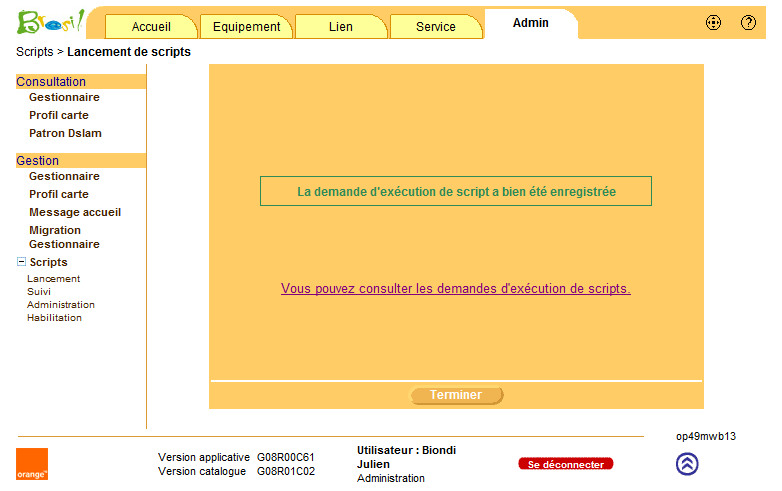 Brasil
Accueil
Equipement
Lien
Service
Admin
?
Scripts > Lancement de scripts
Consultation
Gestionnaire
Profil carte
Patron Dslam
Gestion
Gestionnaire
Profil carte
Message accueil
Migration
Gestionnaire
Scripts
Lancement
Suivi
Administration
Habilitation
La demande d'exécution de script a bien été enregistrée
Vous pouvez consulter les demandes d'exécution de scripts.
Terminer
op49mwb13
orange™
Version applicative G08R00C61
Version catalogue G08R01C02
Utilisateur : Biondi
Julien
Administration
Se déconnecter